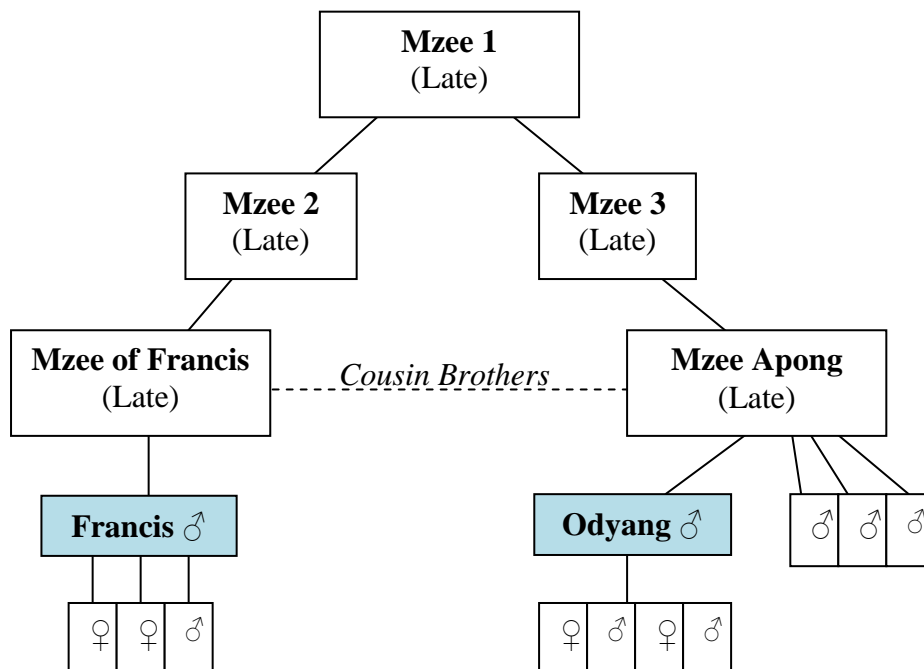 Mzee 1
(Late)
Mzee 2
(Late)
Mzee 3
(Late)
Mzee of Francis
(Late)
Cousin Brothers
Mzee Apong
(Late)
Francis ♂
Odyang ♂
♂ ♂ ♂
♀ ♀ ♂
♀ ♂ ♀ ♂